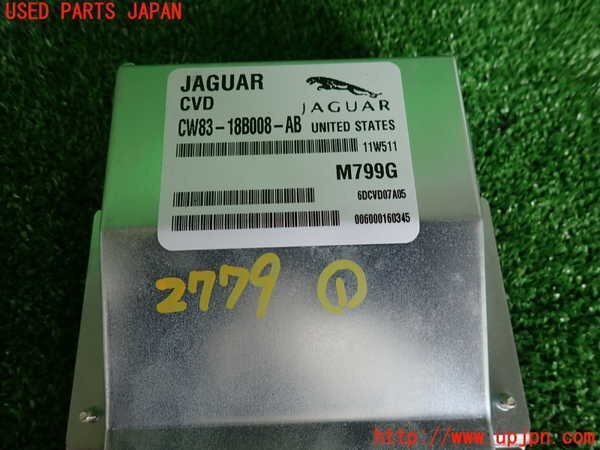 USED PARTS JAPAN
JAGUAR
CVD
JAGUAR
CW83-18B008-AB UNITED STATES
11W511
M799G
6DCVD07A05
006000160345
2779 ①
http://www.upjpn.com/